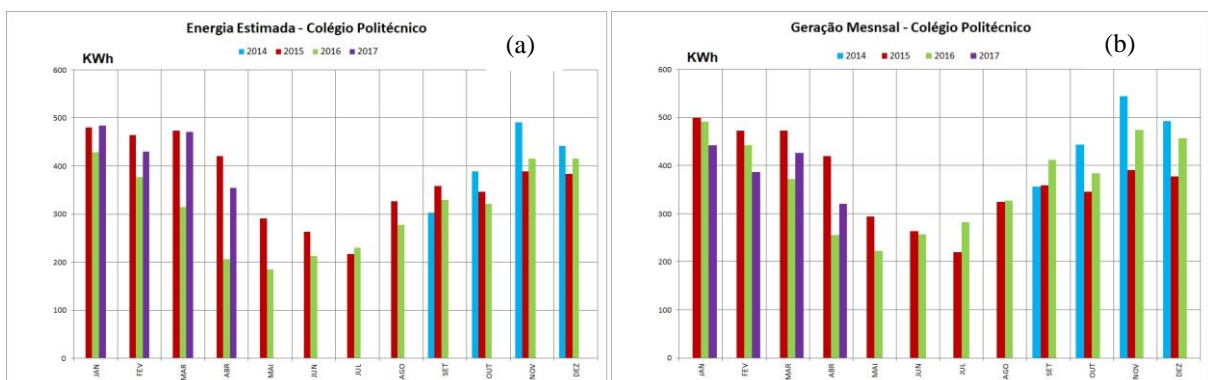 Energia Estimada - Colégio Politécnico
(a)
2014 2015 2016 2017
KWh
600
500
400
300
200
100
0
JAN FEV MAR ABR MAI JUN JUL AGO SET OUT NOV DEZ
Geração Mesnsal - Colégio Politécnico
(b)
2014 2015 2016 2017
KWh
600
500
400
300
200
100
0
JAN FEV MAR ABR MAI JUN JUL AGO SET OUT NOV DEZ